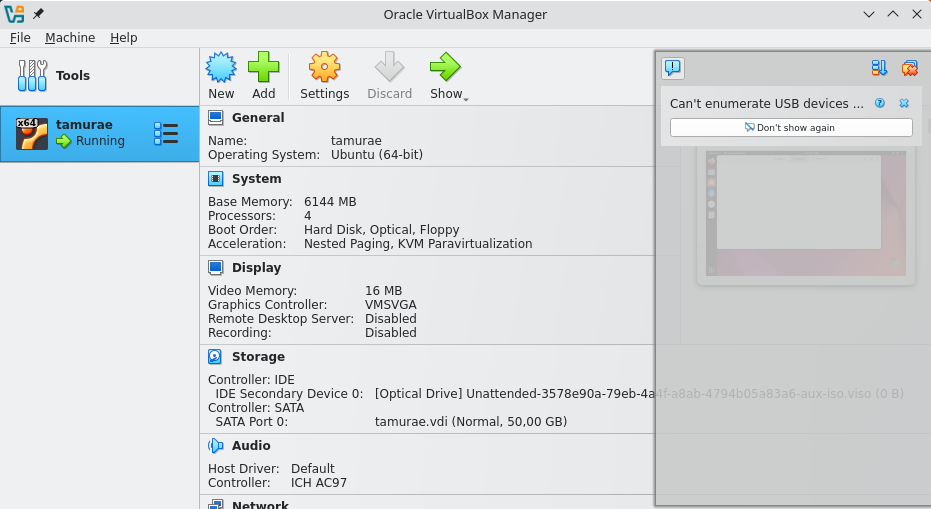 Oracle VirtualBox Manager
File Machine Help
Tools
New Add Settings Discard Show
x64
tamurae
Running
Can't enumerate USB devices ...
Don't show again
General
Name: tamurae
Operating System: Ubuntu (64-bit)
System
Base Memory: 6144 MB
Processors: 4
Boot Order: Hard Disk, Optical, Floppy
Acceleration: Nested Paging, KVM Paravirtualization
Display
Video Memory: 16 MB
Graphics Controller: VMSVGA
Remote Desktop Server: Disabled
Recording: Disabled
Storage
Controller: IDE
IDE Secondary Device 0: [Optical Drive] Unattended-3578e90a-79eb-4a4f-a8ab-4794b05a83a6-aux-iso.viso (0 B)
Controller: SATA
SATA Port 0: tamurae.vdi (Normal, 50,00 GB)
Audio
Host Driver: Default
Controller: ICH AC97
Network